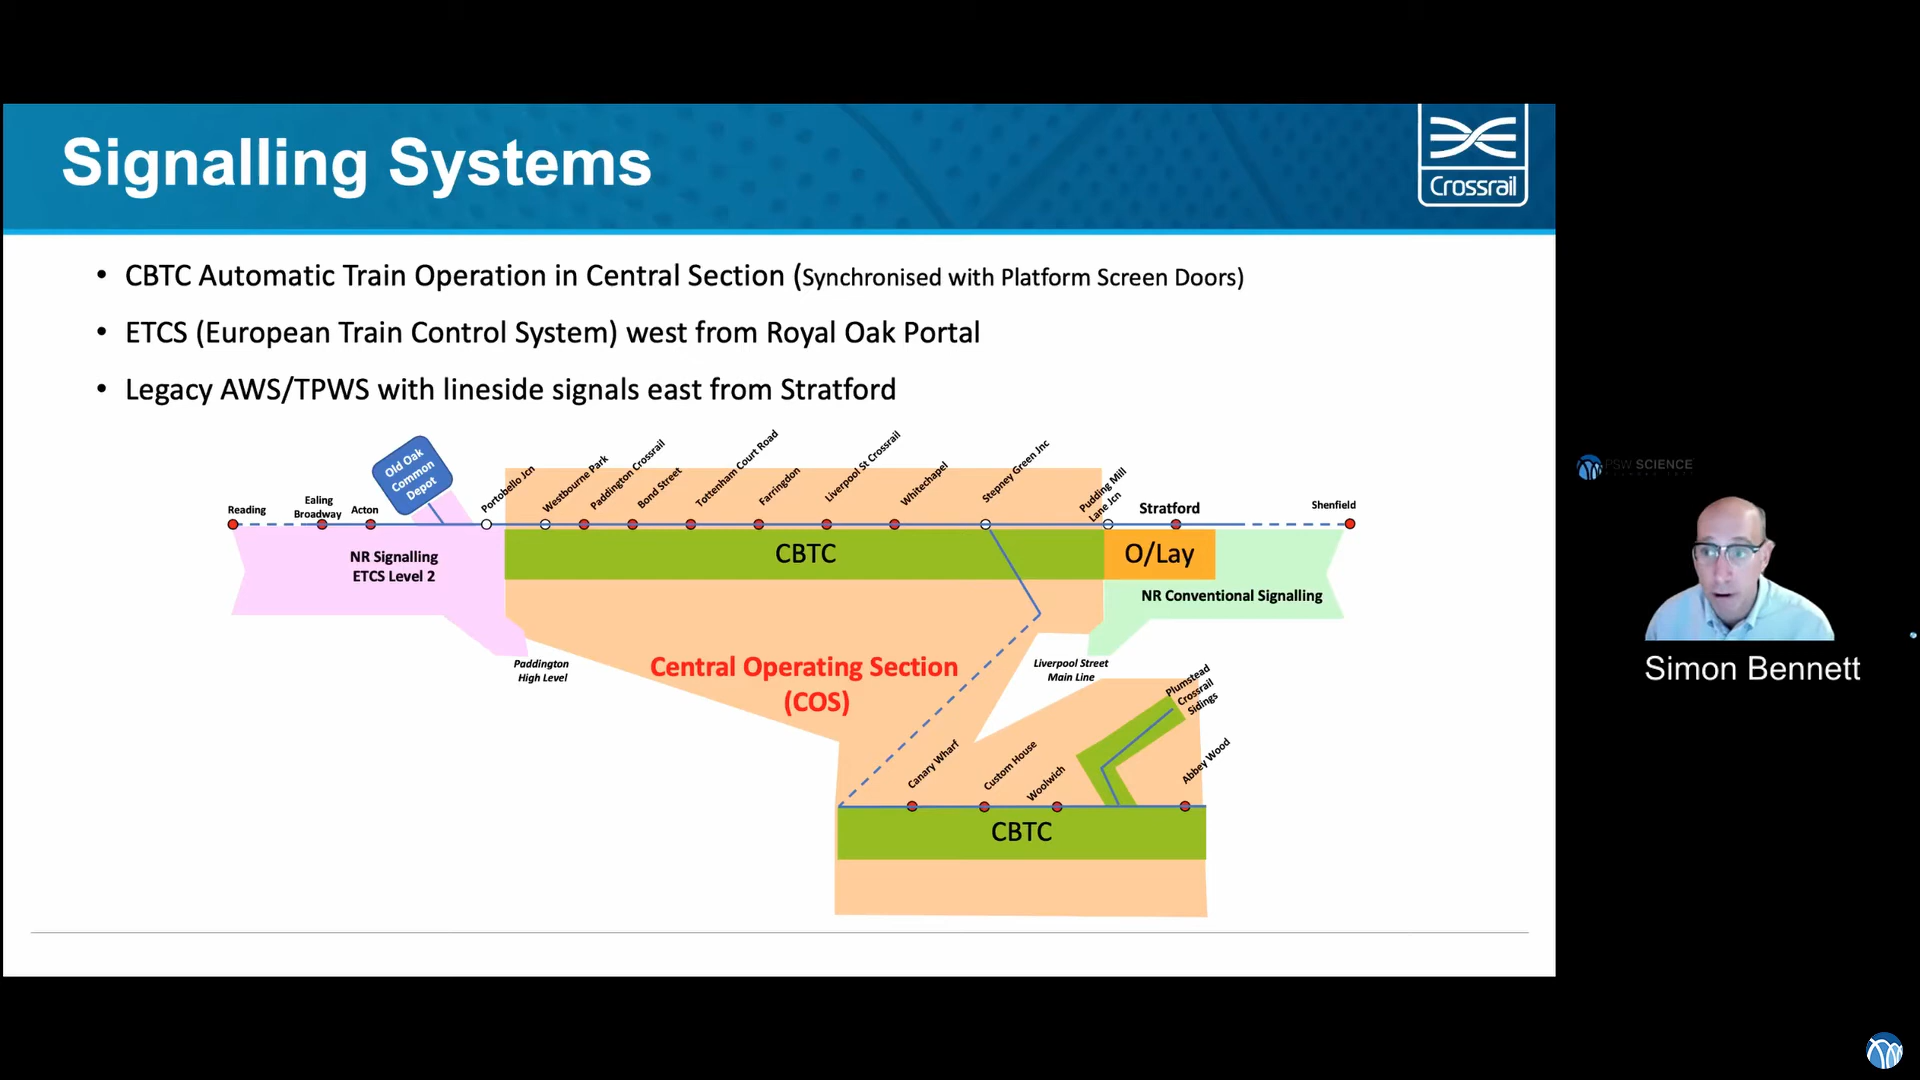 Signalling Systems
Crossrail
• CBTC Automatic Train Operation in Central Section (Synchronised with Platform Screen Doors)
• ETCS (European Train Control System) west from Royal Oak Portal
• Legacy AWS/TPWS with lineside signals east from Stratford
Old Oak
Common
Depot
Reading
Ealing
Broadway
Acton
Portobello Jcn
Westbourne Park
Paddington Crossrail
Bond Street
Tottenham Court Road
Farringdon
Liverpool St Crossrail
Whitechapel
Stepney Green Jnc
Pudding Mill
Lane Jcn
Stratford
Shenfield
NR Signalling
ETCS Level 2
CBTC
O/Lay
NR Conventional Signalling
Paddington
High Level
Central Operating Section
(COS)
Liverpool Street
Main Line
Plumstead
Crossrail
Sidings
Canary Wharf
Custom House
Woolwich
Abbey Wood
CBTC
PSW SCIENCE
Simon Bennett